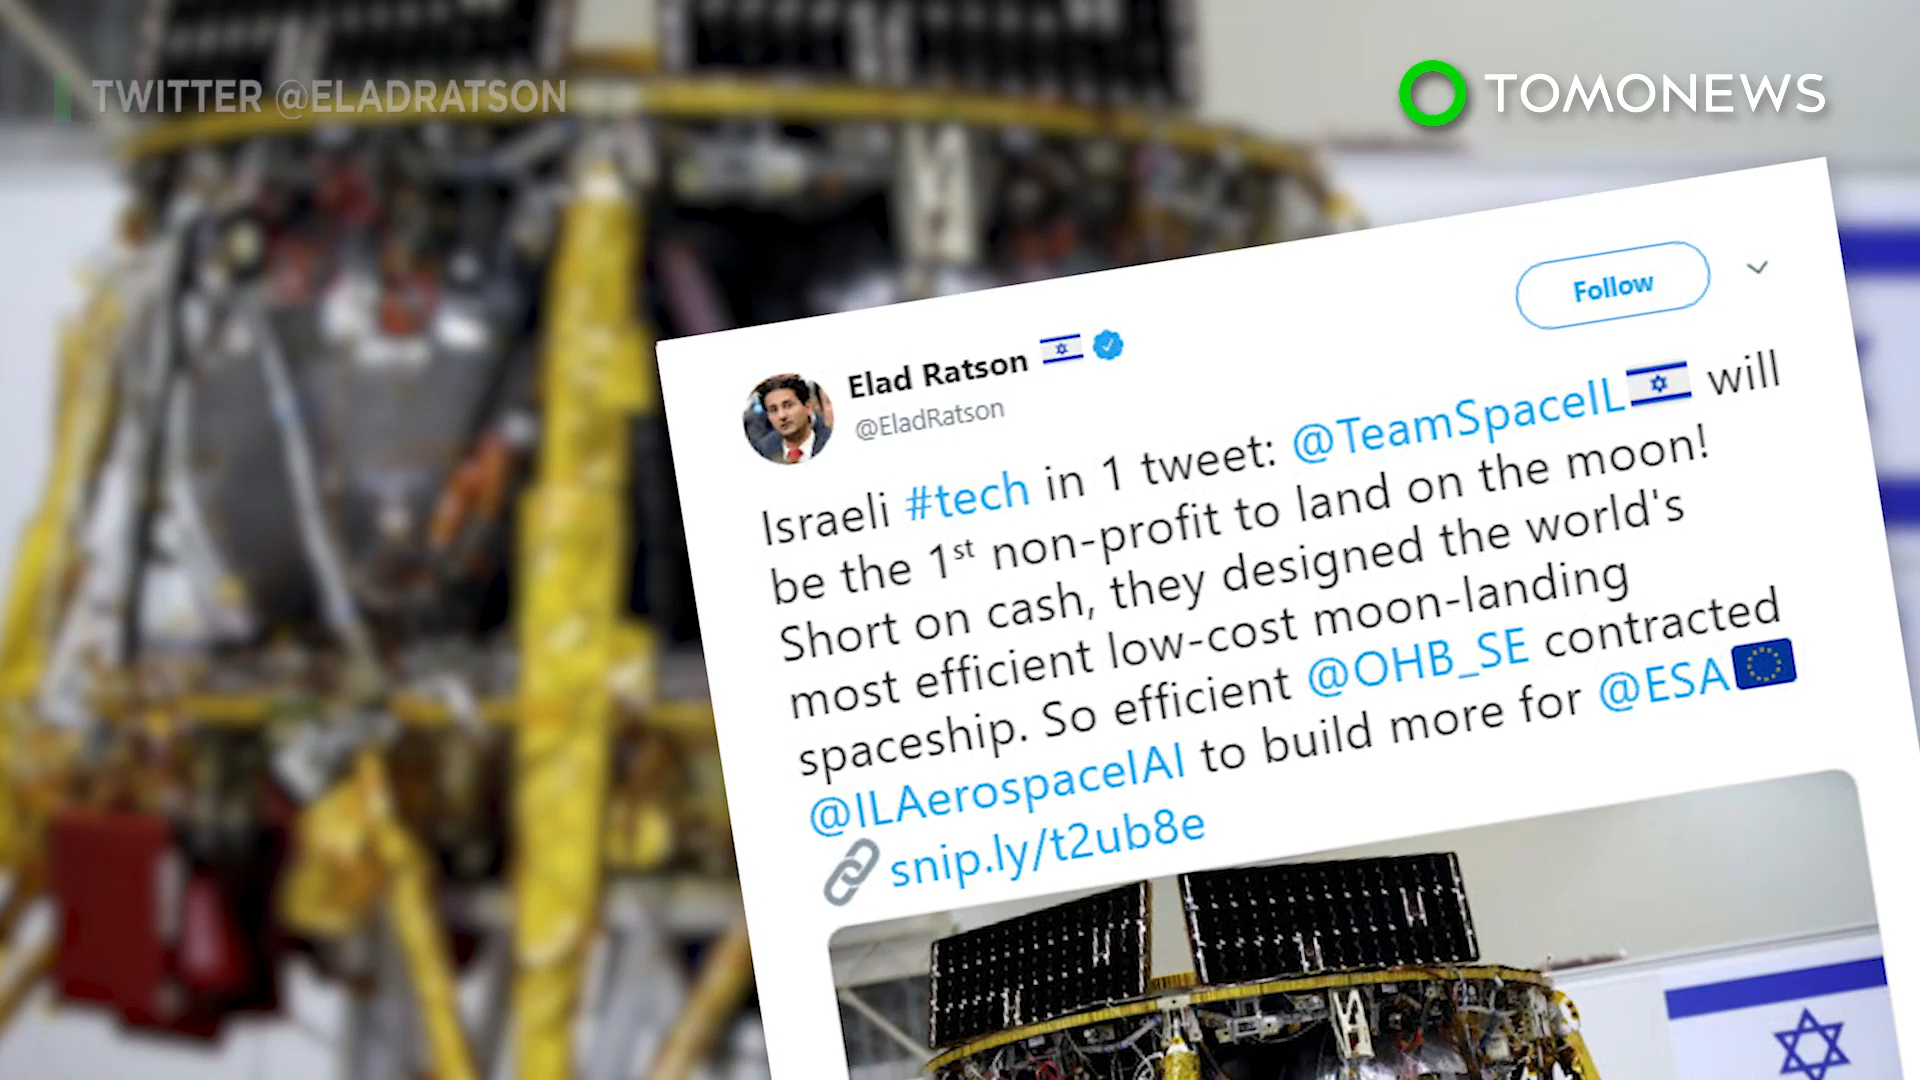 TWITTER @ELADRATSON
TOMONEWS
Follow
Elad Ratson
@EladRatson
Israeli #tech in 1 tweet: @TeamSpaceIL will
be the 1st non-profit to land on the moon!
Short on cash, they designed the world's
most efficient low-cost moon-landing
spaceship. So efficient @OHB_SE contracted
@ILAerospaceIAI to build more for @ESA
snip.ly/t2ub8e